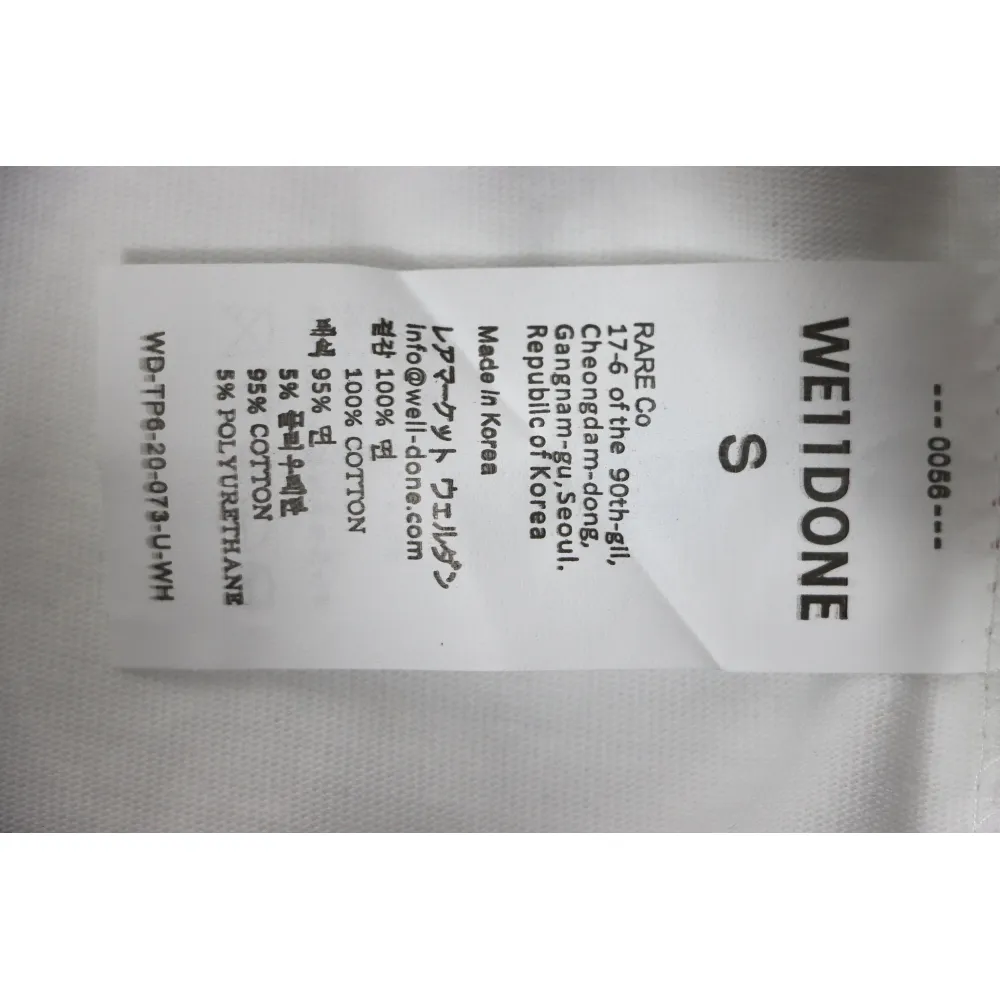 ---0056---
WE11DONE
S
RARE Co
17-6 of the 90th-gil,
Cheongdam-dong,
Gangnam-gu, Seoul.
Republic of Korea
Made In Korea
レアマーケット ウェルダン
info@well-done.com
겉감 100% 면
100% COTTON
배색 95% 면
5% 폴리우레탄
95% COTTON
5% POLYURETHANE
WD-TP6-20-073-U-WH